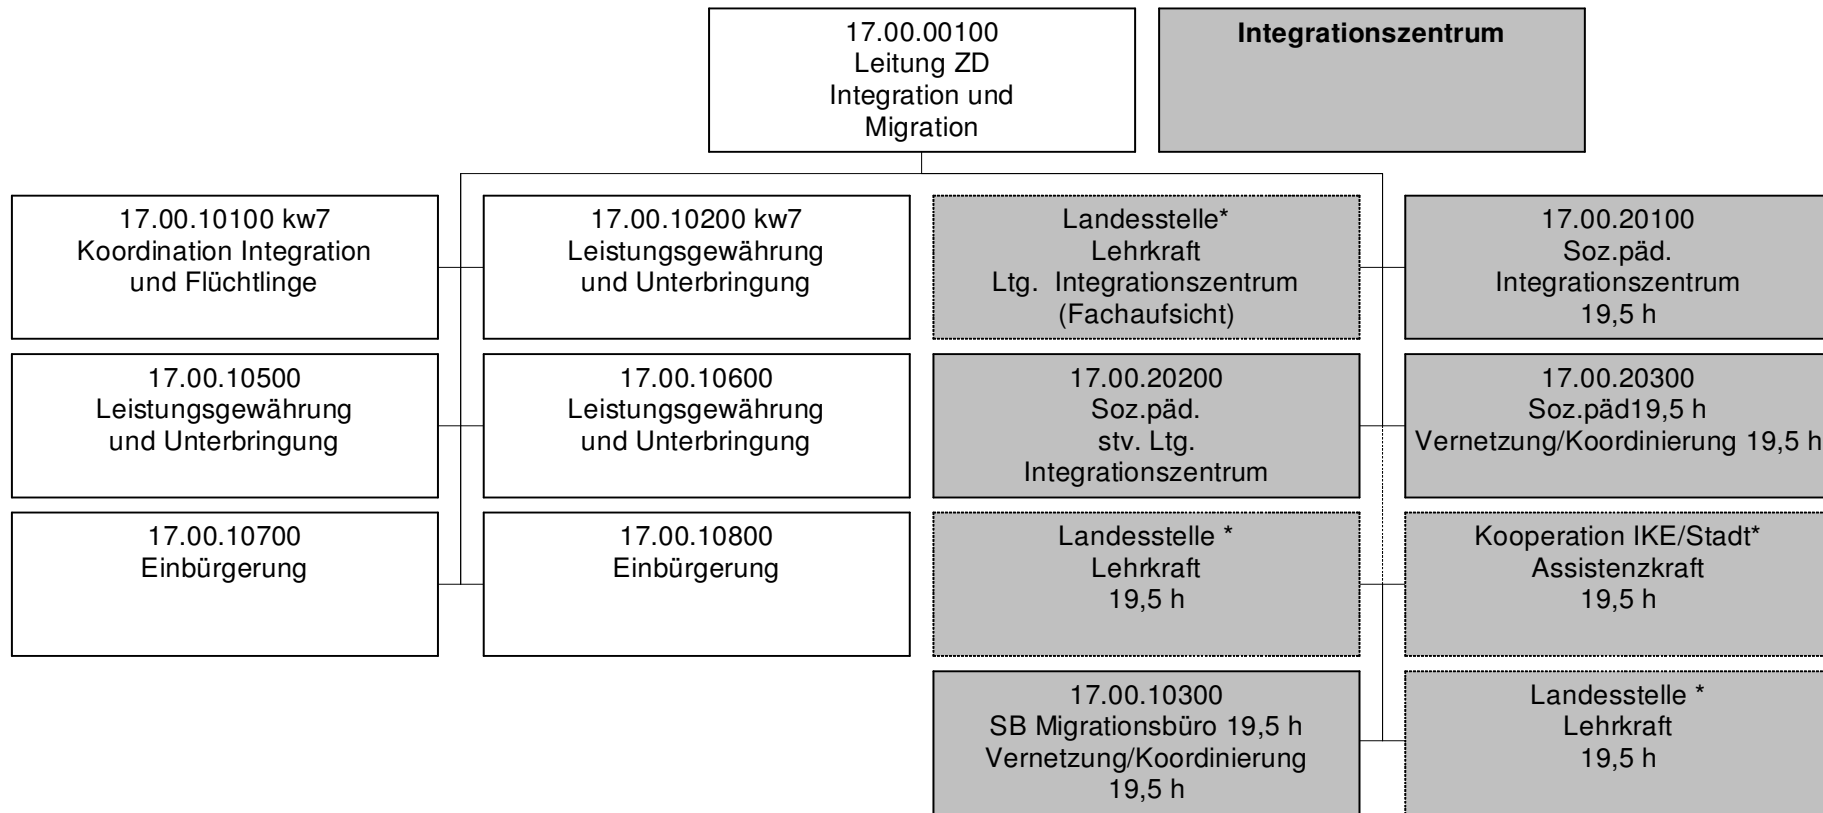 17.00.00100
Leitung ZD
Integration und
Migration
Integrationszentrum
17.00.10100 kw7
Koordination Integration
und Flüchtlinge
17.00.10200 kw7
Leistungsgewährung
und Unterbringung
Landesstelle*
Lehrkraft
Ltg. Integrationszentrum
(Fachaufsicht)
17.00.20100
Soz.päd.
Integrationszentrum
19,5 h
17.00.10500
Leistungsgewährung
und Unterbringung
17.00.10600
Leistungsgewährung
und Unterbringung
17.00.20200
Soz.päd.
stv. Ltg.
Integrationszentrum
17.00.20300
Soz.päd19,5 h
Vernetzung/Koordinierung 19,5 h
17.00.10700
Einbürgerung
17.00.10800
Einbürgerung
Landesstelle *
Lehrkraft
19,5 h
Kooperation IKE/Stadt*
Assistenzkraft
19,5 h
17.00.10300
SB Migrationsbüro 19,5 h
Vernetzung/Koordinierung
19,5 h
Landesstelle *
Lehrkraft
19,5 h